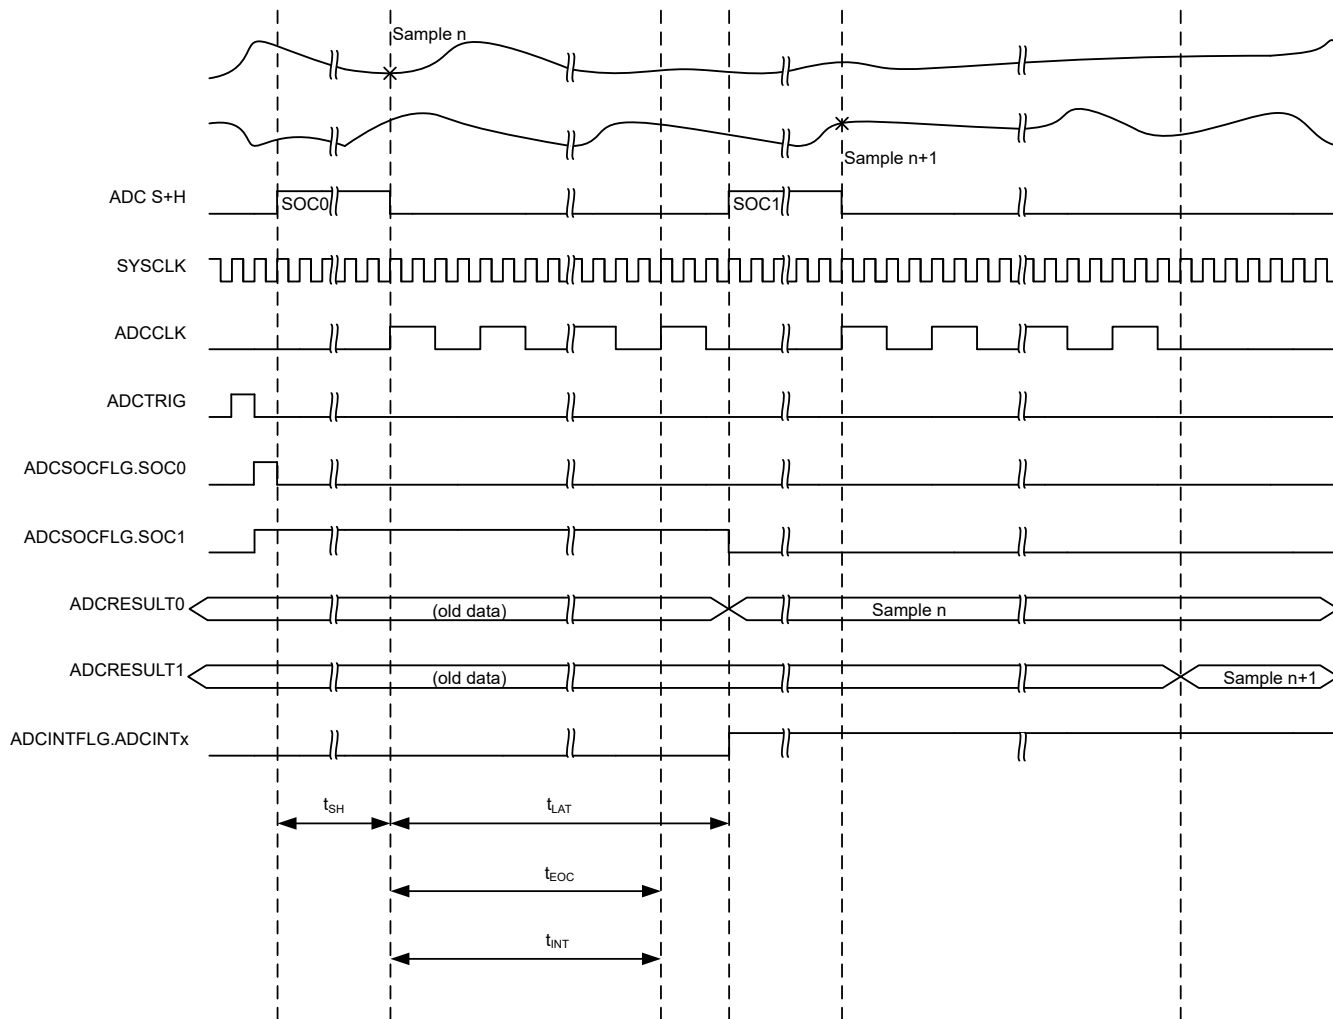 Sample n
Sample n+1
ADC S+H
SOC0
SOC1
SYSCLK
ADCCLK
ADCTRIG
ADCSOCFLG.SOC0
ADCSOCFLG.SOC1
ADCRESULT0
(old data)
Sample n
ADCRESULT1
(old data)
Sample n+1
ADCINTFLG.ADCINTx
tSH
tLAT
tEOC
tINT